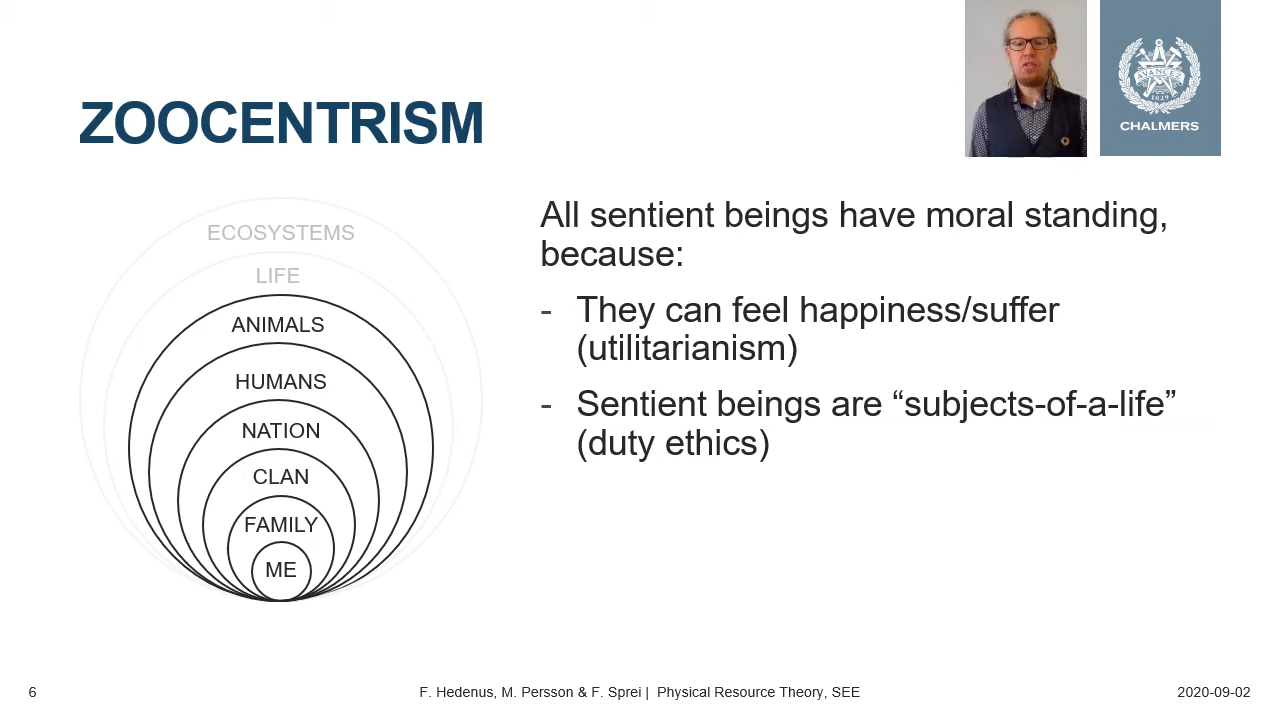 ZOOCENTRISM
AVANCEZ
1829
CHALMERS
ECOSYSTEMS
LIFE
ANIMALS
HUMANS
NATION
CLAN
FAMILY
ME
All sentient beings have moral standing,
because:
- They can feel happiness/suffer
(utilitarianism)
- Sentient beings are “subjects-of-a-life”
(duty ethics)
6
F. Hedenus, M. Persson & F. Sprei | Physical Resource Theory, SEE
2020-09-02